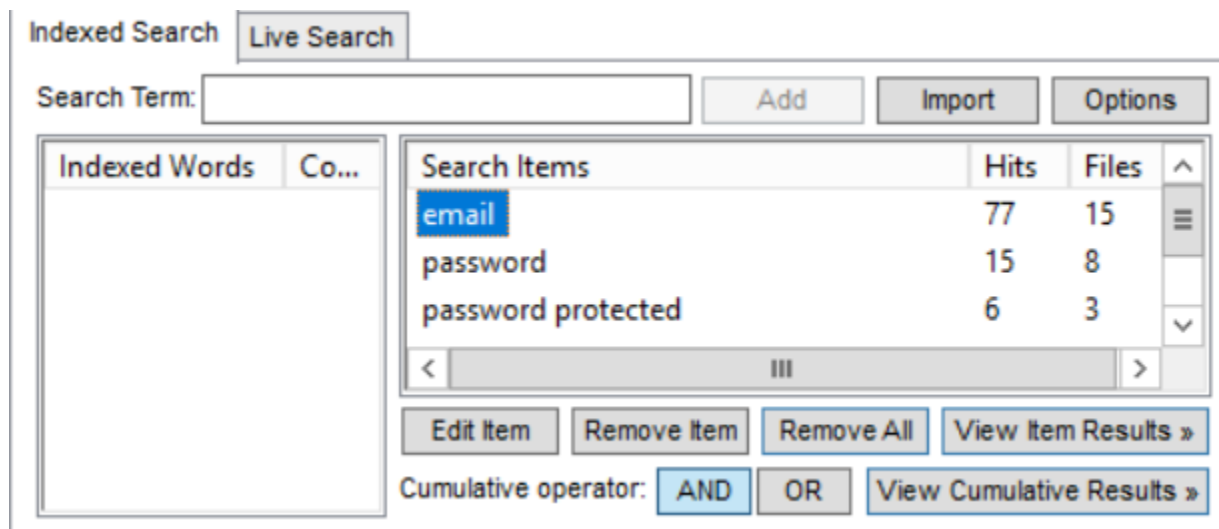 Indexed Search Live Search
Search Term: Add Import Options
Indexed Words Co... Search Items Hits Files
email 77 15
password 15 8
password protected 6 3
Edit Item Remove Item Remove All View Item Results »
Cumulative operator: AND OR View Cumulative Results »